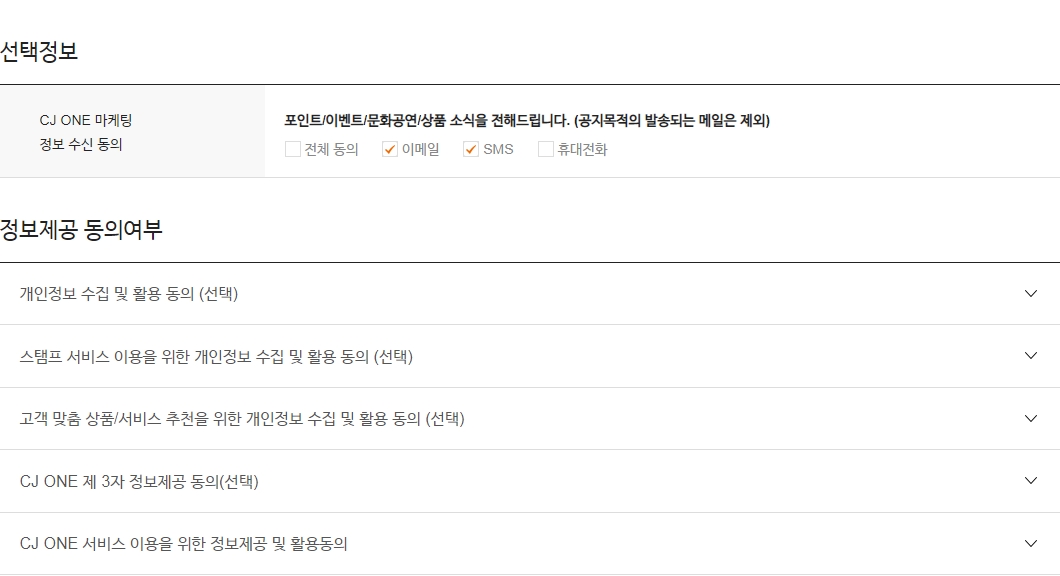 선택정보
CJ ONE 마케팅
정보 수신 동의
포인트/이벤트/문화공연/상품 소식을 전해드립니다. (공지목적의 발송되는 메일은 제외)
전체 동의 이메일 SMS 휴대전화
정보제공 동의여부
개인정보 수집 및 활용 동의 (선택)
스탬프 서비스 이용을 위한 개인정보 수집 및 활용 동의 (선택)
고객 맞춤 상품/서비스 추천을 위한 개인정보 수집 및 활용 동의 (선택)
CJ ONE 제 3자 정보제공 동의(선택)
CJ ONE 서비스 이용을 위한 정보제공 및 활용동의